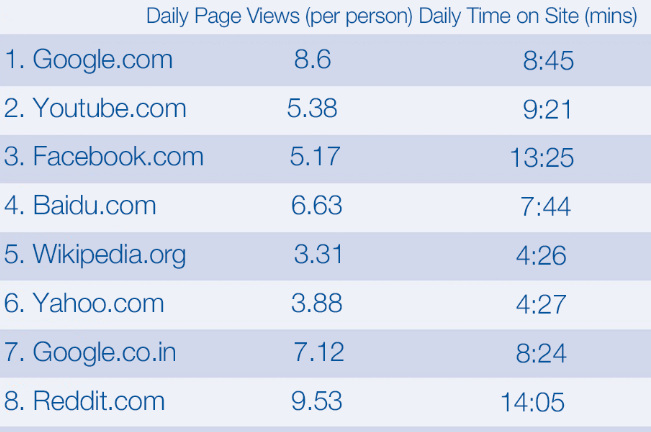 Daily Page Views (per person) Daily Time on Site (mins)
1. Google.com 8.6 8:45
2. Youtube.com 5.38 9:21
3. Facebook.com 5.17 13:25
4. Baidu.com 6.63 7:44
5. Wikipedia.org 3.31 4:26
6. Yahoo.com 3.88 4:27
7. Google.co.in 7.12 8:24
8. Reddit.com 9.53 14:05